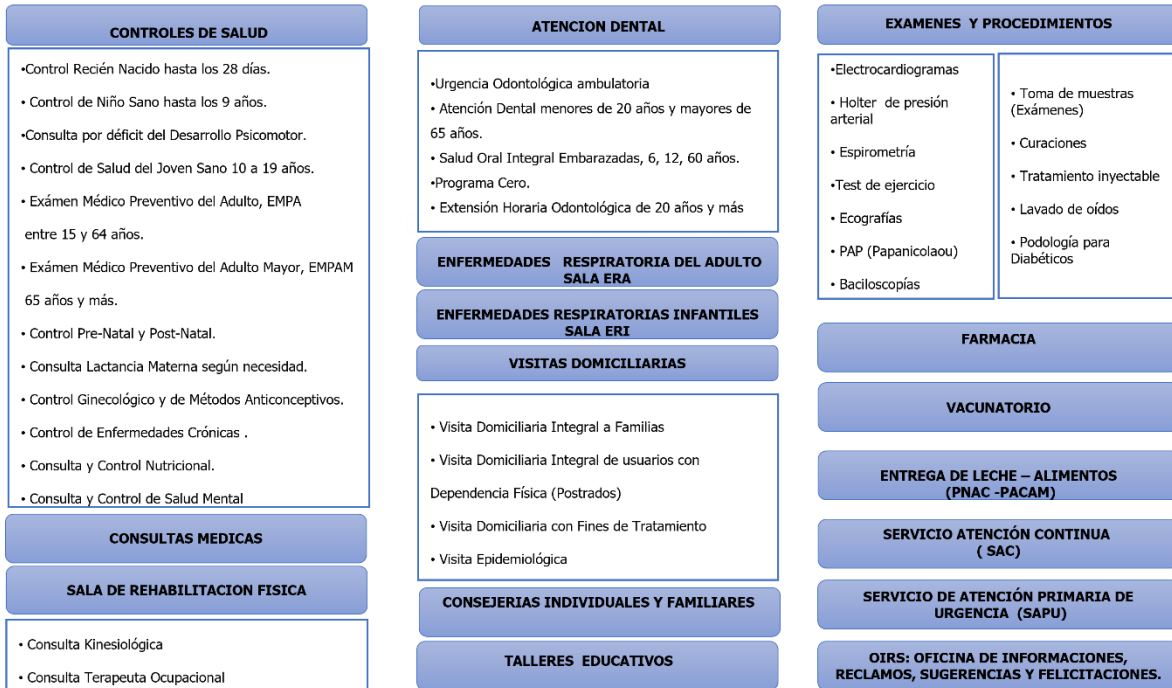 CONTROLES DE SALUD
•Control Recién Nacido hasta los 28 días.
• Control de Niño Sano hasta los 9 años.
•Consulta por déficit del Desarrollo Psicomotor.
• Control de Salud del Joven Sano 10 a 19 años.
• Exámen Médico Preventivo del Adulto, EMPA
entre 15 y 64 años.
• Exámen Médico Preventivo del Adulto Mayor, EMPAM
65 años y más.
• Control Pre-Natal y Post-Natal.
• Consulta Lactancia Materna según necesidad.
• Control Ginecológico y de Métodos Anticonceptivos.
• Control de Enfermedades Crónicas .
• Consulta y Control Nutricional.
• Consulta y Control de Salud Mental
CONSULTAS MEDICAS
SALA DE REHABILITACION FISICA
• Consulta Kinesiológica
• Consulta Terapeuta Ocupacional
ATENCION DENTAL
•Urgencia Odontológica ambulatoria
• Atención Dental menores de 20 años y mayores de
65 años.
• Salud Oral Integral Embarazadas, 6, 12, 60 años.
•Programa Cero.
• Extensión Horaria Odontológica de 20 años y más
ENFERMEDADES RESPIRATORIA DEL ADULTO
SALA ERA
ENFERMEDADES RESPIRATORIAS INFANTILES
SALA ERI
VISITAS DOMICILIARIAS
• Visita Domiciliaria Integral a Familias
• Visita Domiciliaria Integral de usuarios con
Dependencia Física (Postrados)
• Visita Domiciliaria con Fines de Tratamiento
• Visita Epidemiológica
CONSEJERIAS INDIVIDUALES Y FAMILIARES
TALLERES EDUCATIVOS
EXAMENES Y PROCEDIMIENTOS
•Electrocardiogramas
• Holter de presión
arterial
• Espirometría
•Test de ejercicio
• Ecografías
• PAP (Papanicolaou)
• Baciloscopías
• Toma de muestras
(Exámenes)
• Curaciones
• Tratamiento inyectable
• Lavado de oídos
• Podología para
Diabéticos
FARMACIA
VACUNATORIO
ENTREGA DE LECHE – ALIMENTOS
(PNAC -PACAM)
SERVICIO ATENCIÓN CONTINUA
( SAC)
SERVICIO DE ATENCIÓN PRIMARIA DE
URGENCIA (SAPU)
OIRS: OFICINA DE INFORMACIONES,
RECLAMOS, SUGERENCIAS Y FELICITACIONES.